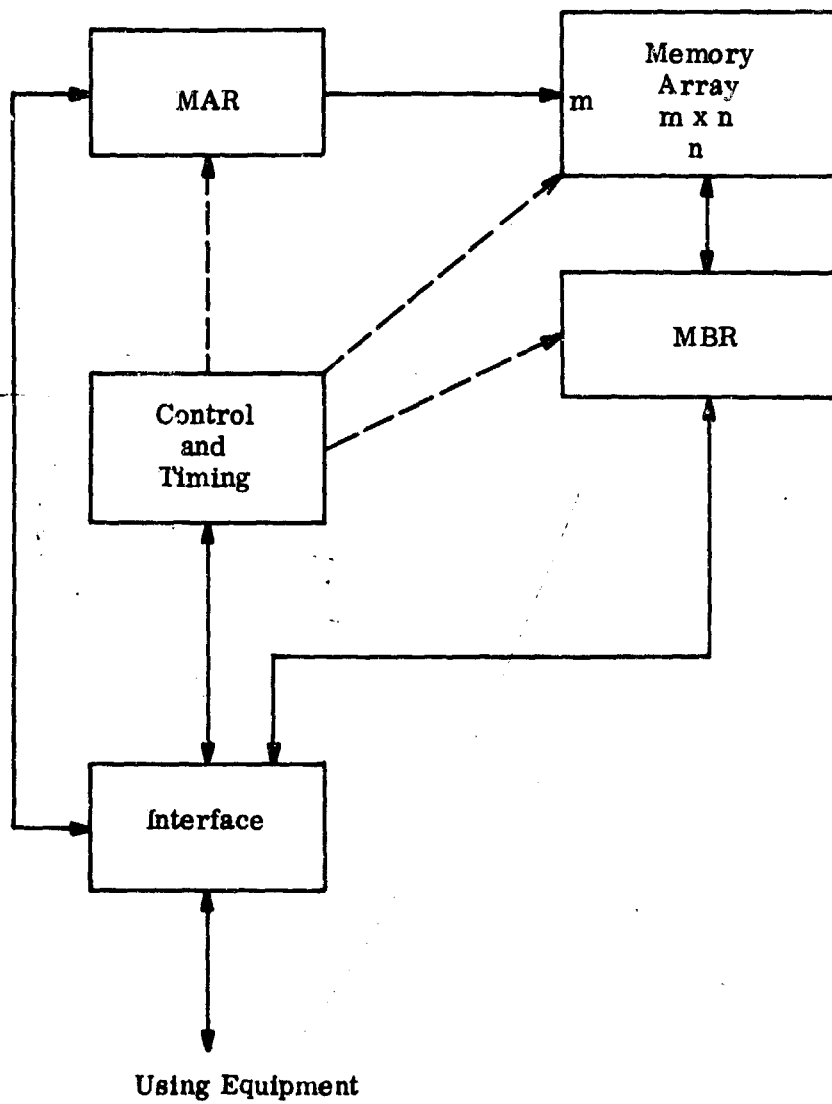 MAR
m
Memory
Array
m x n
n
MBR
Control
and
Timing
Interface
Using Equipment